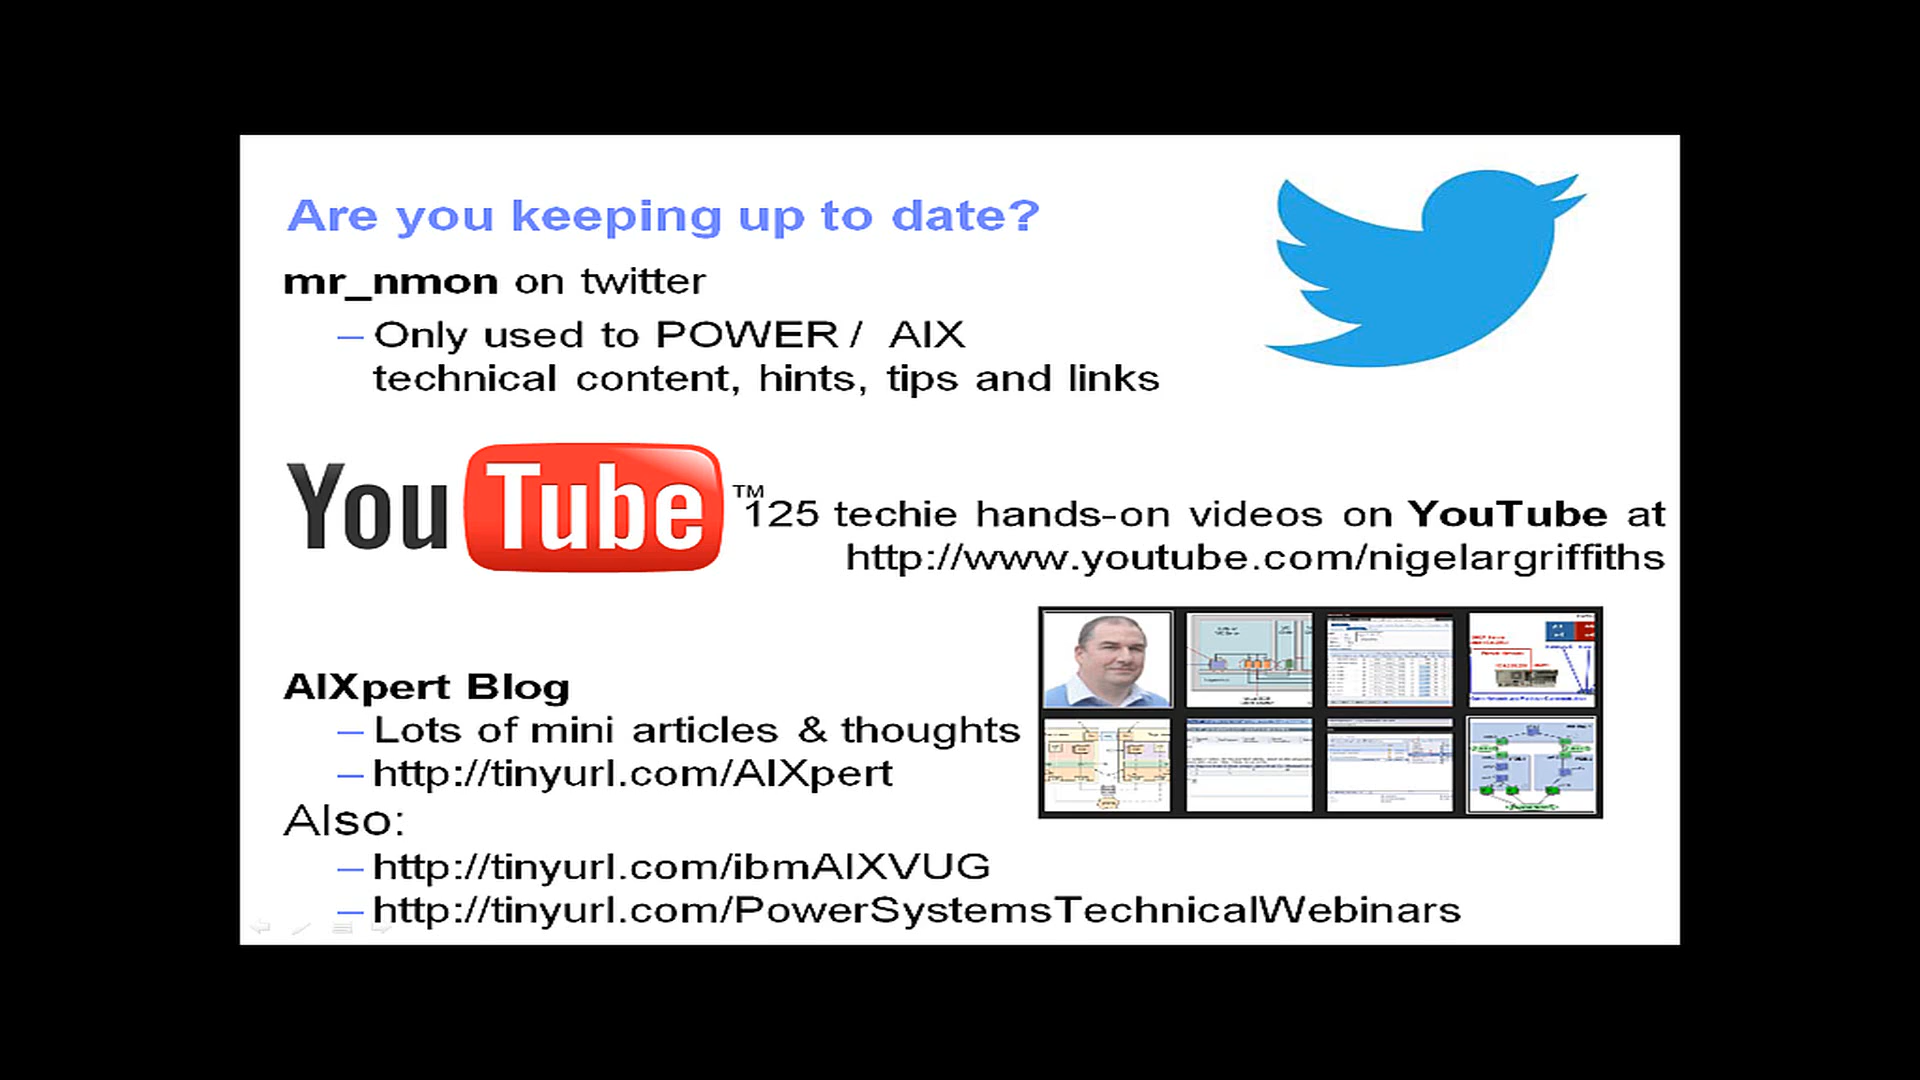 Are you keeping up to date?
mr_nmon on twitter
– Only used to POWER / AIX
technical content, hints, tips and links
YouTube™
125 techie hands-on videos on YouTube at
http://www.youtube.com/nigelargriffiths
AIXpert Blog
– Lots of mini articles & thoughts
– http://tinyurl.com/AIXpert
Also:
– http://tinyurl.com/ibmAIXVUG
– http://tinyurl.com/PowerSystemsTechnicalWebinars